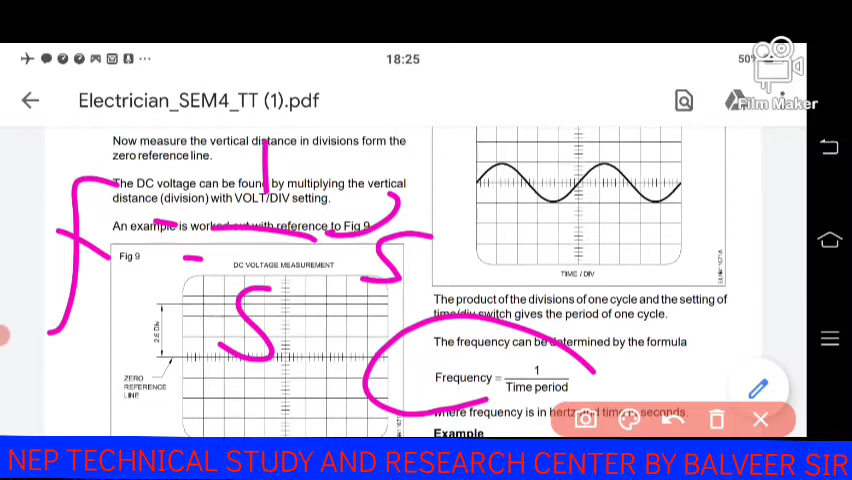 18:25
50%
Electrician_SEM4_TT (1).pdf
Film Maker
Now measure the vertical distance in divisions form the
zero reference line.
The DC voltage can be found by multiplying the vertical
distance (division) with VOLT/DIV setting.
An example is worked out with reference to Fig 9
Fig 9
DC VOLTAGE MEASUREMENT
2.6 DIV
ZERO
REFERENCE
LINE
TIME / DIV
The product of the divisions of one cycle and the setting of
time/div switch gives the period of one cycle.
The frequency can be determined by the formula
Frequency = 1
Time period
where frequency is in hertz and time is seconds.
Example
f = 1
S
S
NEP TECHNICAL STUDY AND RESEARCH CENTER BY BALVEER SIR